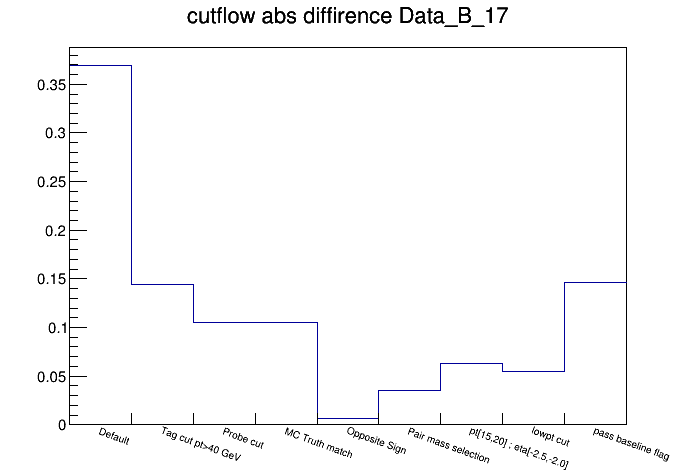 cutflow abs diffirence Data_B_17
0.35
0.3
0.25
0.2
0.15
0.1
0.05
0
Default
Tag cut pt>40 GeV
Probe cut
MC Truth match
Opposite Sign
Pair mass selection
pt[15,20] : eta[-2.5,-2.0]
lowpt cut
pass baseline flag